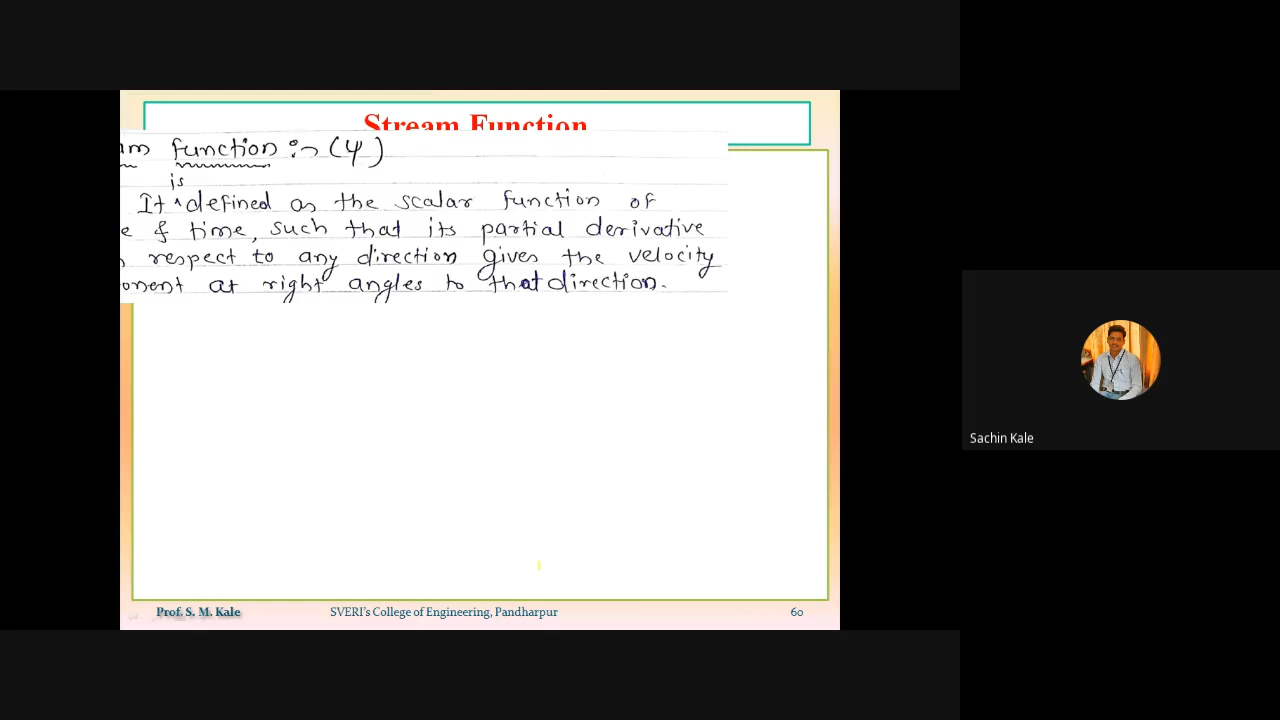 Stream Function
am function :- (ψ)
is
It ^ defined as the scalar function of
e & time, such that its partial derivative
respect to any direction gives the velocity
onent at right angles to that direction.
Sachin Kale
Prof. S. M. Kale SVERI's College of Engineering, Pandharpur 60